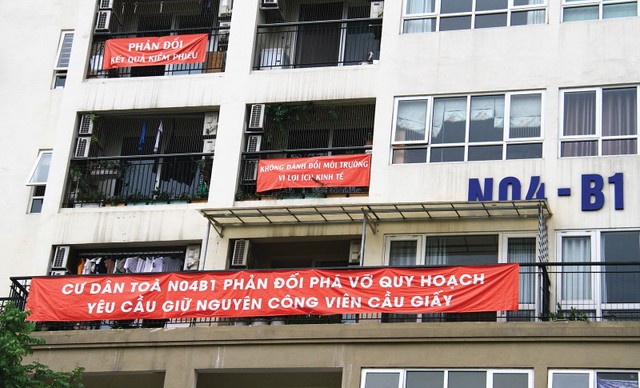 PHẢN ĐỐI
KẾT QUẢ KIỂM PHIẾU
KHÔNG ĐÁNH ĐỔI MÔI TRƯỜNG
VÌ LỢI ÍCH KINH TẾ
N04-B1
CƯ DÂN TOÀ N04B1 PHẢN ĐỐI PHÁ VỠ QUY HOẠCH
YÊU CẦU GIỮ NGUYÊN CÔNG VIÊN CẦU GIẤY